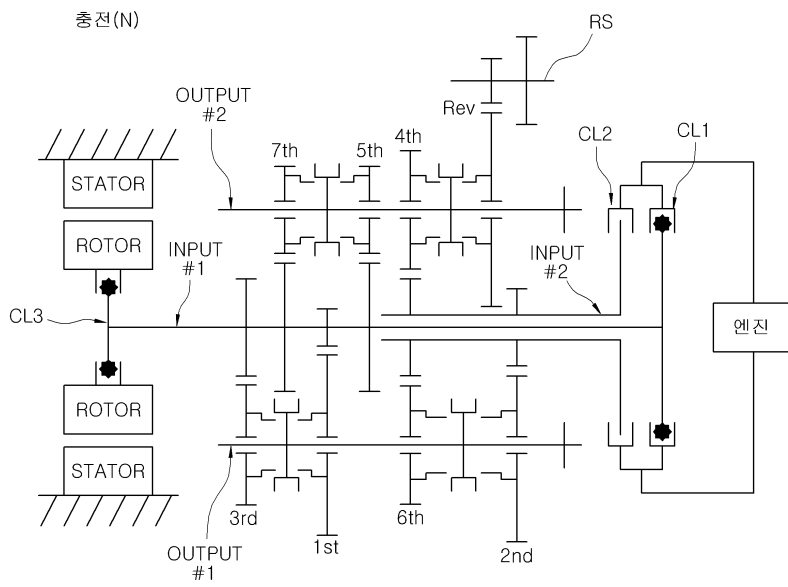 충전(N)
RS
OUTPUT
#2
Rev
CL2
CL1
7th
5th
4th
STATOR
ROTOR
INPUT
#1
INPUT
#2
CL3
엔진
ROTOR
STATOR
3rd
1st
6th
2nd
OUTPUT
#1